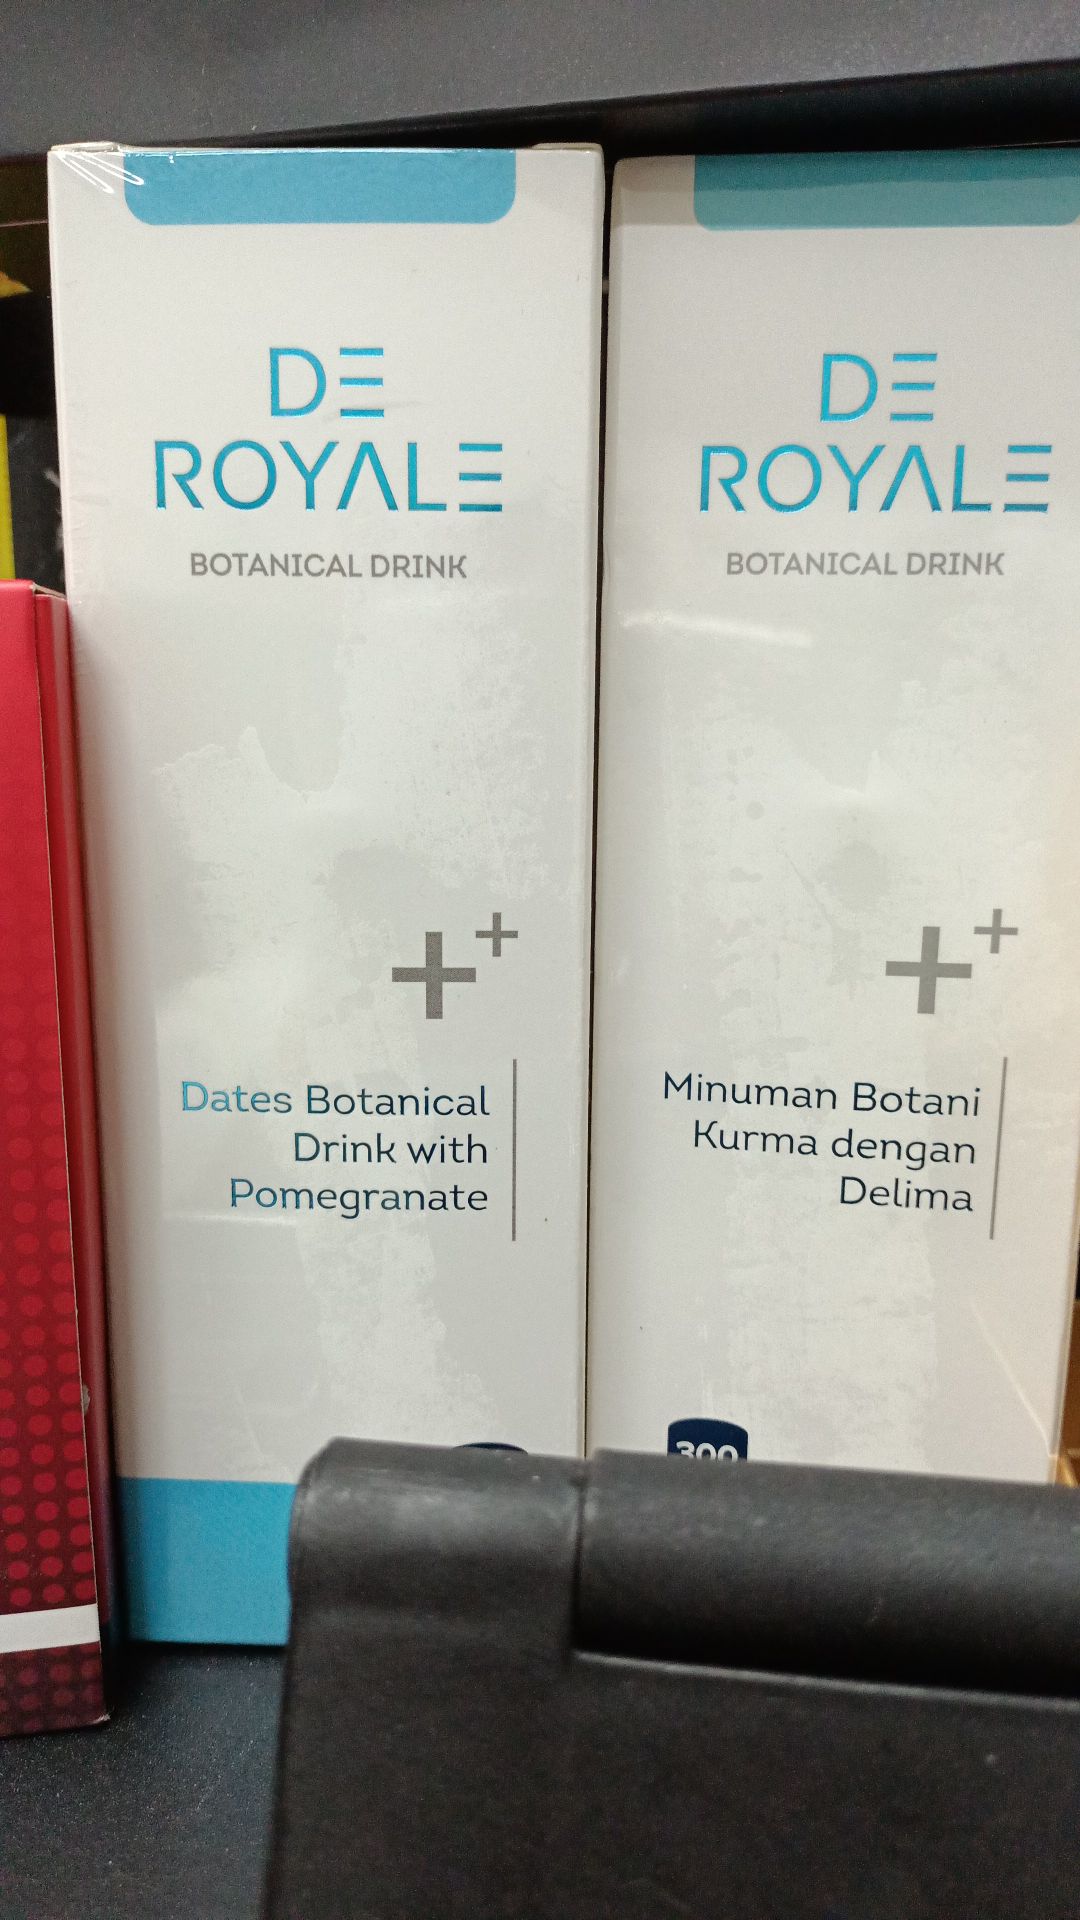 DE
ROYALE
BOTANICAL DRINK
Dates Botanical
Drink with
Pomegranate
DE
ROYALE
BOTANICAL DRINK
Minuman Botani
Kurma dengan
Delima
300